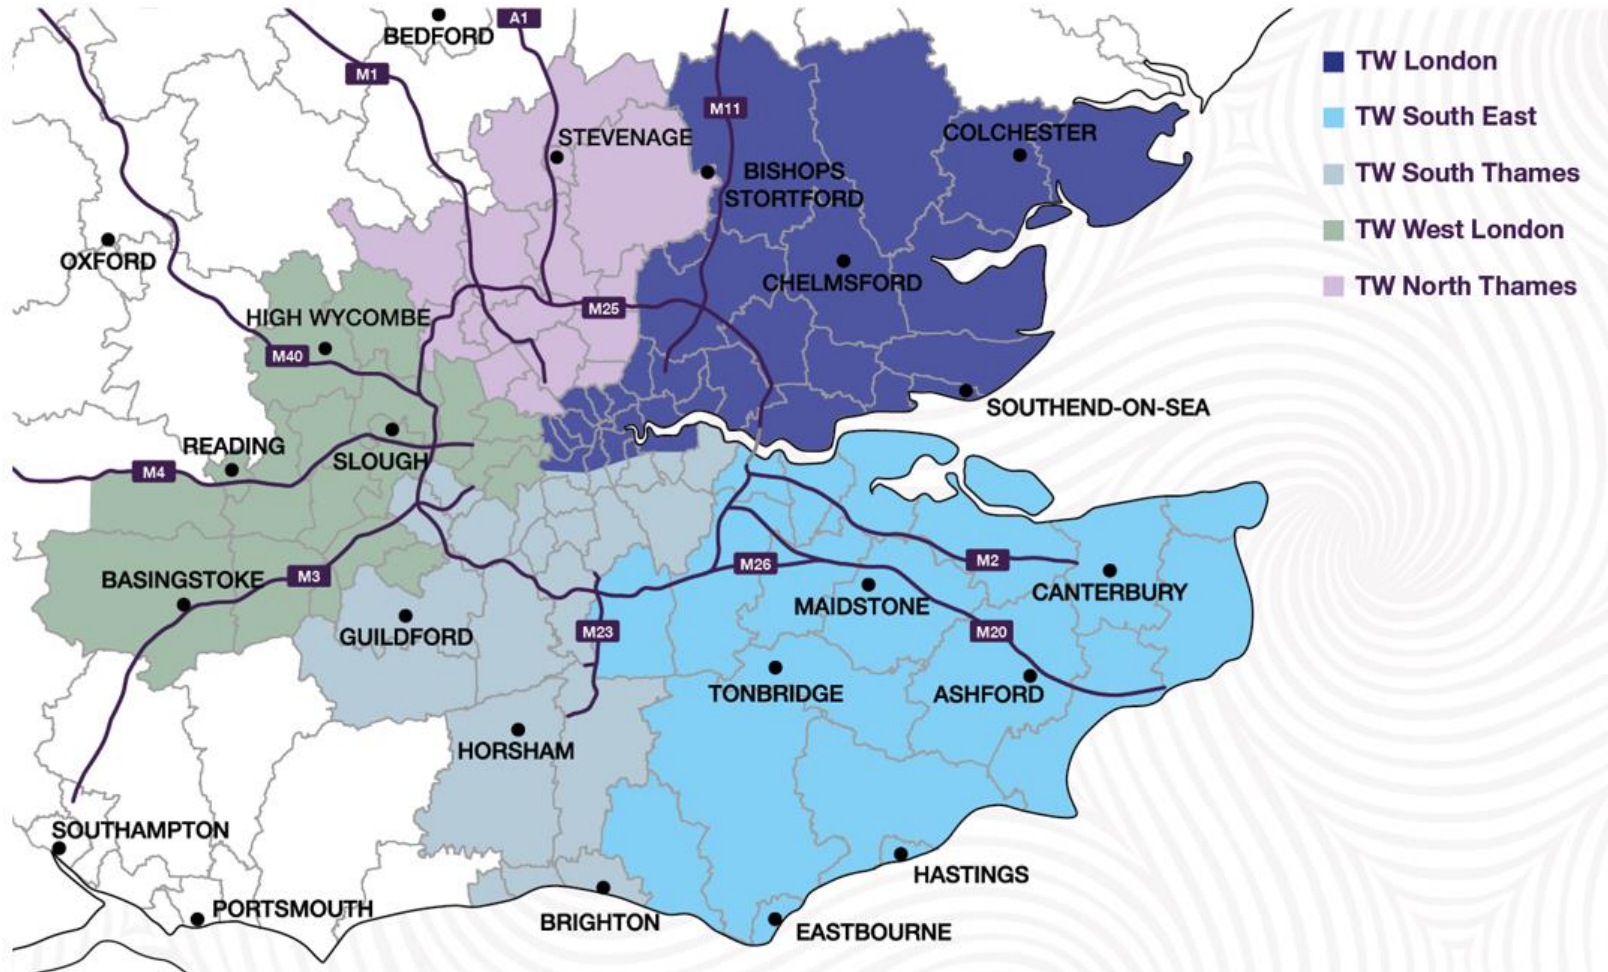 BEDFORD
A1
M1
M11
STEVENAGE
COLCHESTER
BISHOPS
STORTFORD
OXFORD
CHELMSFORD
HIGH WYCOMBE
M25
M40
SOUTHEND-ON-SEA
READING
SLOUGH
M4
BASINGSTOKE
M3
M26
M2
CANTERBURY
MAIDSTONE
GUILDFORD
M23
M20
TONBRIDGE
ASHFORD
HORSHAM
SOUTHAMPTON
HASTINGS
PORTSMOUTH
BRIGHTON
EASTBOURNE
TW London
TW South East
TW South Thames
TW West London
TW North Thames